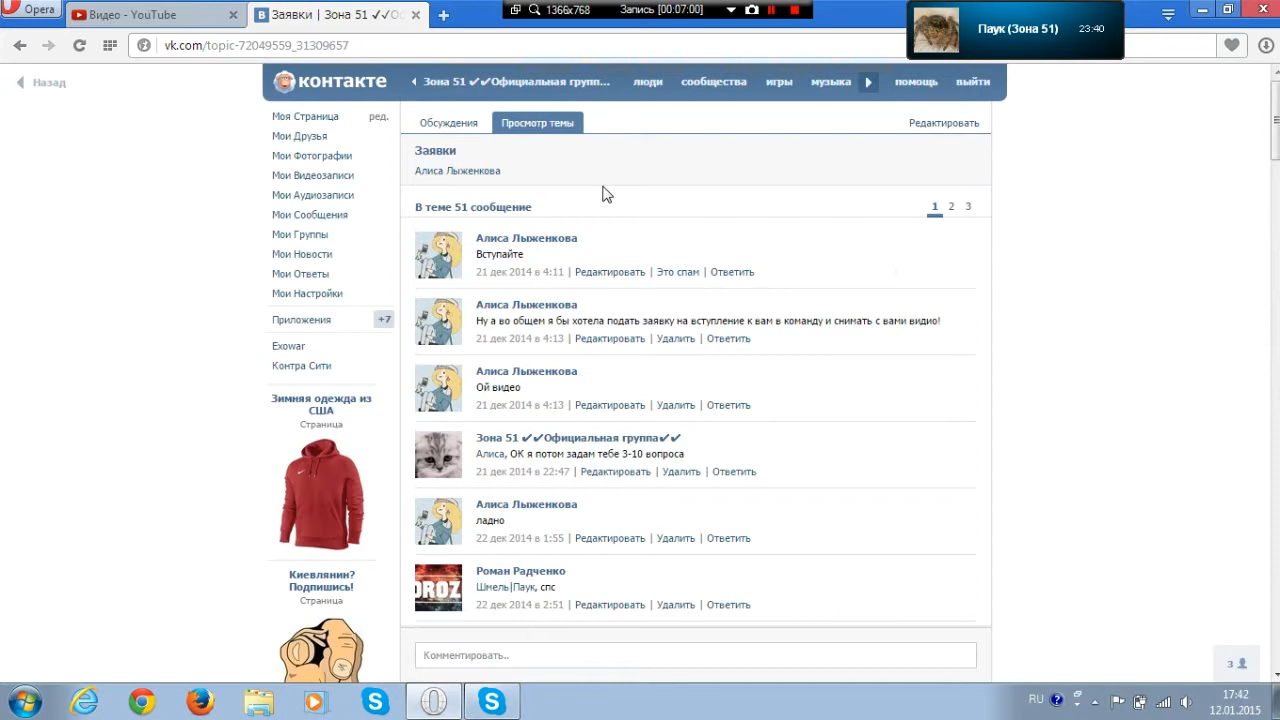 Opera
Видео - YouTube
Заявки | Зона 51 ✔✔Оф
1366x768
Запись [00:07:00]
Паук (Зона 51)
23:40
vk.com/topic-72049559_31309657
Назад
контакте
Зона 51 ✔✔Официальная групп...
люди
сообщества
игры
музыка
помощь
выйти
Моя Страница
ред.
Мои Друзья
Мои Фотографии
Мои Видеозаписи
Мои Аудиозаписи
Мои Сообщения
Мои Группы
Мои Новости
Мои Ответы
Мои Настройки
Приложения
+7
Exowar
Контра Сити
Зимняя одежда из
США
Страница
Киевлянин?
Подпишись!
Страница
Обсуждения
Просмотр темы
Редактировать
Заявки
Алиса Лыженкова
В теме 51 сообщение
1 2 3
Алиса Лыженкова
Вступайте
21 дек 2014 в 4:11 | Редактировать | Это спам | Ответить
Алиса Лыженкова
Ну а во общем я бы хотела подать заявку на вступление к вам в команду и снимать с вами видио!
21 дек 2014 в 4:13 | Редактировать | Удалить | Ответить
Алиса Лыженкова
Ой видео
21 дек 2014 в 4:13 | Редактировать | Удалить | Ответить
Зона 51 ✔✔Официальная группа✔✔
Алиса, ОК я потом задам тебе 3-10 вопроса
21 дек 2014 в 22:47 | Редактировать | Удалить | Ответить
Алиса Лыженкова
ладно
22 дек 2014 в 1:55 | Редактировать | Удалить | Ответить
Роман Радченко
Шмель|Паук, спс
22 дек 2014 в 2:51 | Редактировать | Удалить | Ответить
OROZ
Комментировать..
3
RU
17:42
12.01.2015